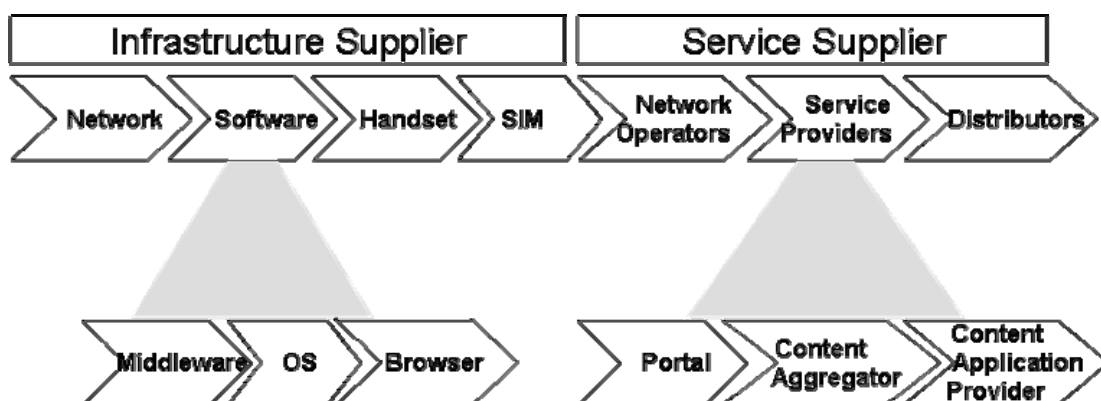 Infrastructure Supplier
Service Supplier
Network
Software
Handset
SIM
Network
Operators
Service
Providers
Distributors
Middleware
OS
Browser
Portal
Content
Aggregator
Content
Application
Provider